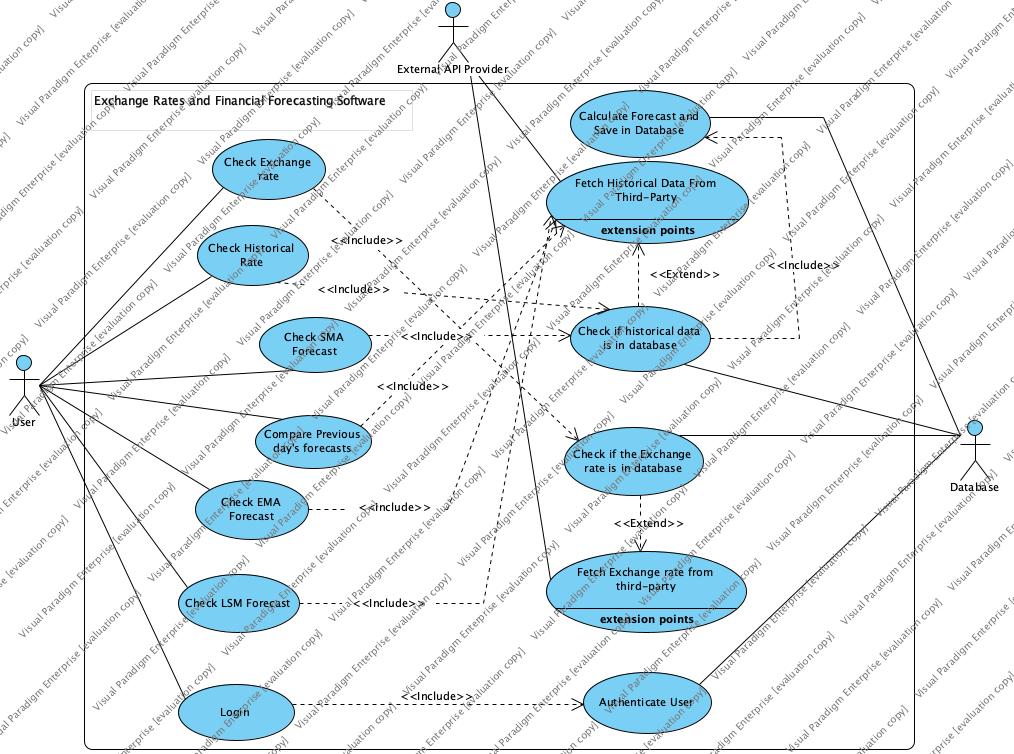 External API Provider
Exchange Rates and Financial Forecasting Software
Calculate Forecast and
Save in Database
Check Exchange
rate
Fetch Historical Data From
Third-Party
extension points
<<Include>>
Check Historical
Rate
<<Include>>
<<Extend>>
<<Include>>
Check SMA
Forecast
<<Include>>
Check if historical data
is in database
User
<<Include>>
Compare Previous
day's forecasts
Check if the exchange
rate is in database
Database
Check EMA
Forecast
<<Include>>
<<Extend>>
Fetch Exchange rate from
third-party
extension points
Check LSM Forecast
<<Include>>
Login
<<Include>>
Authenticate User
Visual Paradigm Enterprise [evaluation copy]